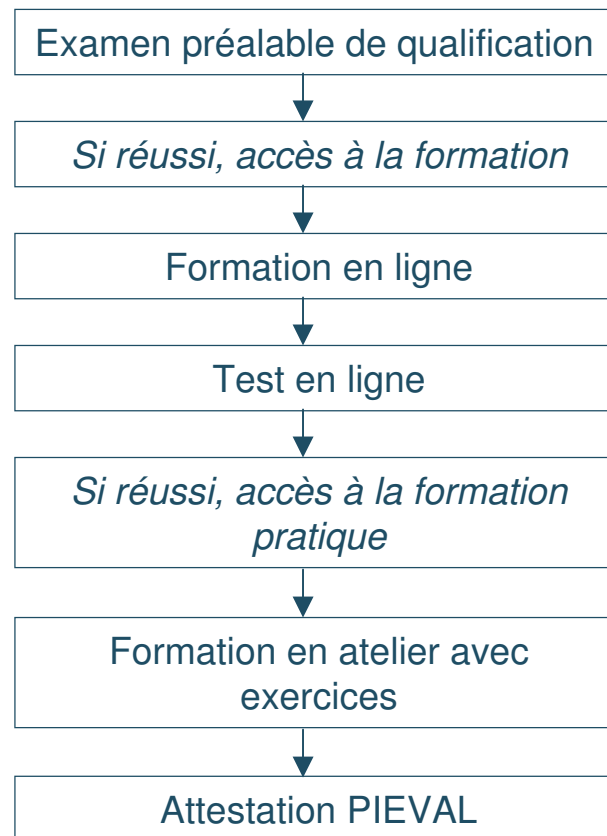 Examen préalable de qualification
Si réussi, accès à la formation
Formation en ligne
Test en ligne
Si réussi, accès à la formation
pratique
Formation en atelier avec
exercices
Attestation PIEVAL